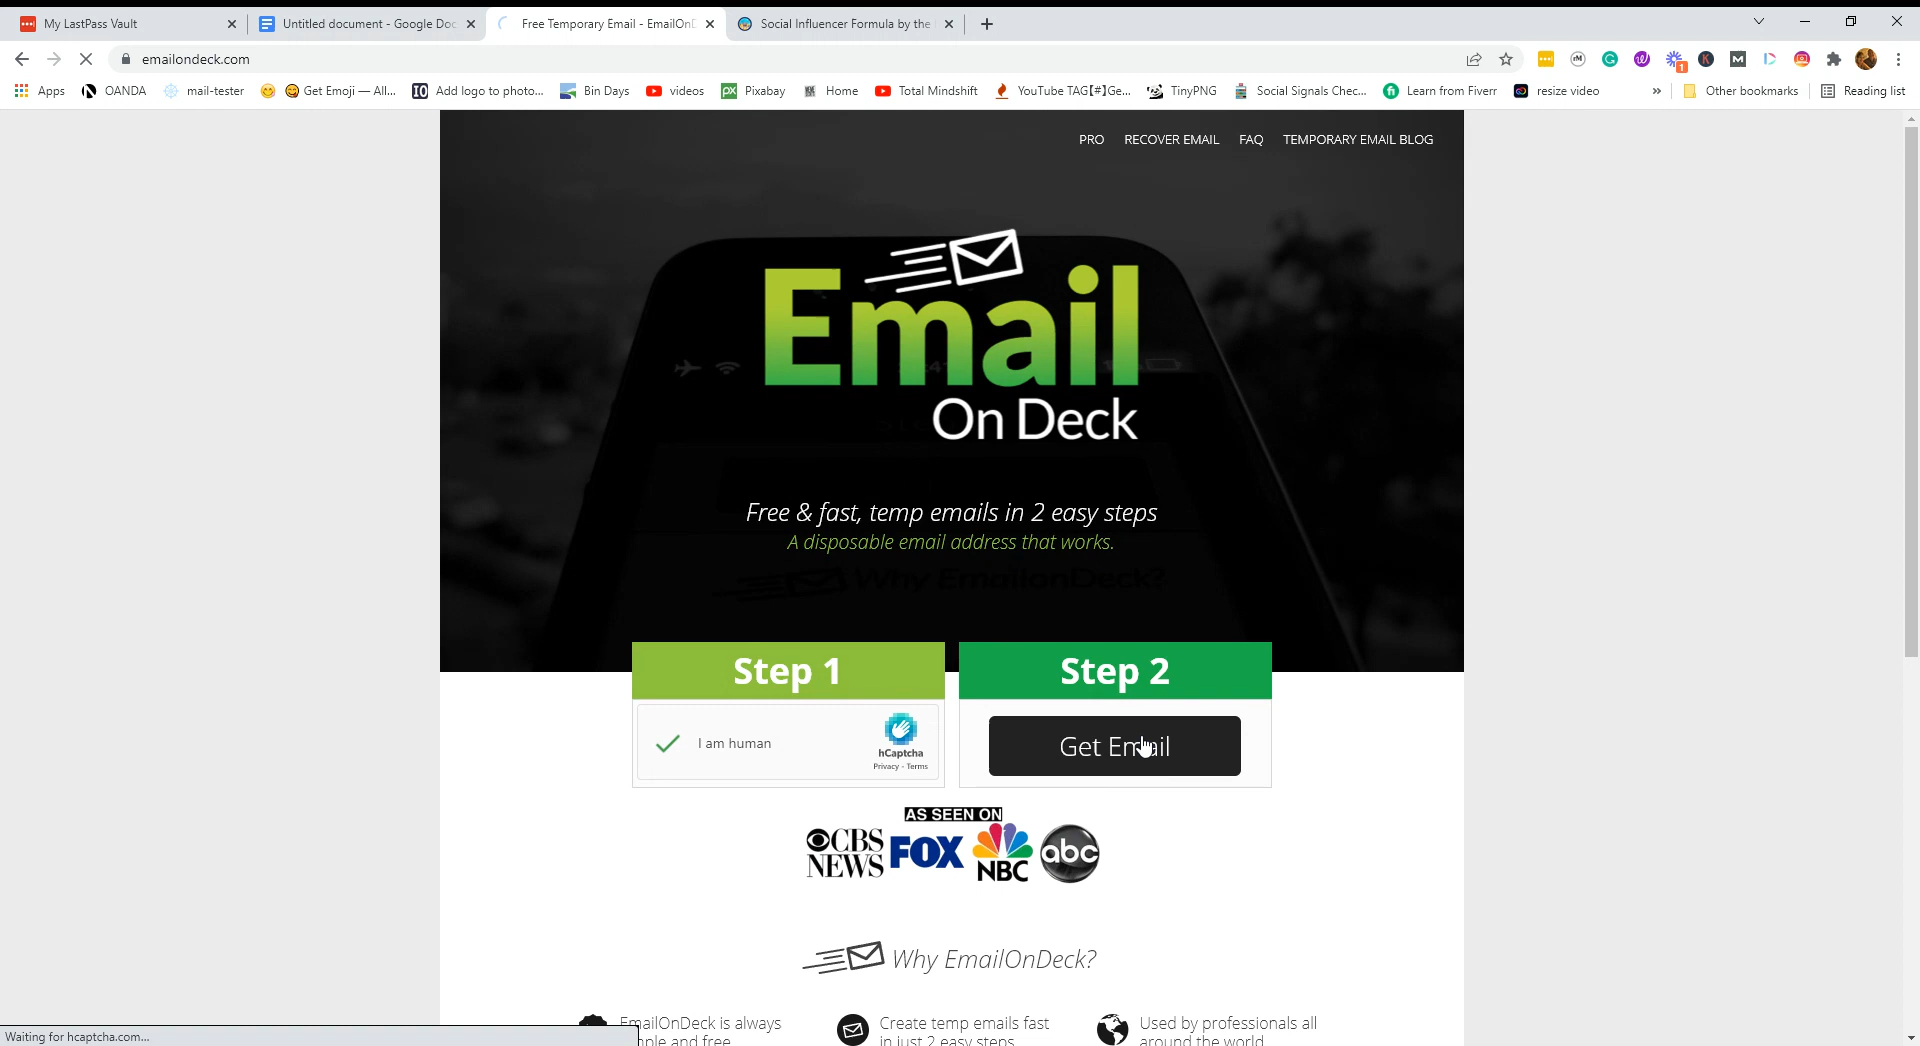 My LastPass Vault
Untitled document - Google Doc
Free Temporary Email - EmailOnD
Social Influencer Formula by the
emailondeck.com
1
Apps
OANDA
mail-tester
Get Emoji — All...
Add logo to photo...
Bin Days
videos
Pixabay
Home
Total Mindshift
YouTube TAG【#】Ge...
TinyPNG
Social Signals Chec...
Learn from Fiverr
resize video
»
Other bookmarks
Reading list
PRO
RECOVER EMAIL
FAQ
TEMPORARY EMAIL BLOG
Email
On Deck
Free & fast, temp emails in 2 easy steps
A disposable email address that works.
Why EmailonDeck?
Step 1
Step 2
I am human
hCaptcha
Privacy - Terms
Get Email
AS SEEN ON
CBS
NEWS
FOX
NBC
abc
Why EmailOnDeck?
EmailOnDeck is always
and free
Create temp emails fast
in just 2 easy steps
Used by professionals all
around the world
Waiting for hcaptcha.com...